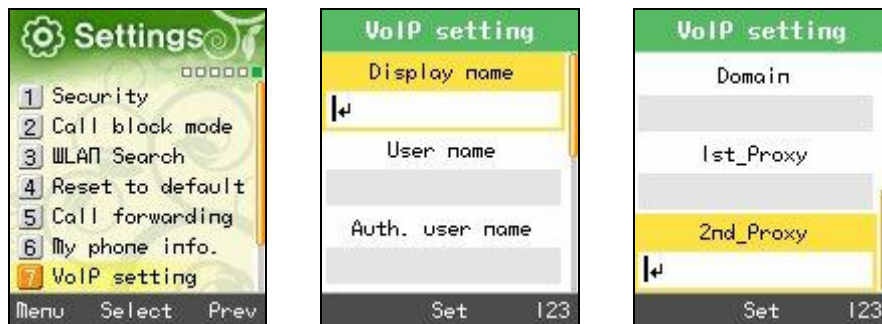 Settings
1 Security
2 Call block mode
3 WLAN Search
4 Reset to default
5 Call forwarding
6 My phone info.
7 VoIP setting
Menu Select Prev
VoIP setting
Display name
User name
Auth. user name
Set 123
VoIP setting
Domain
1st_Proxy
2nd_Proxy
Set 123